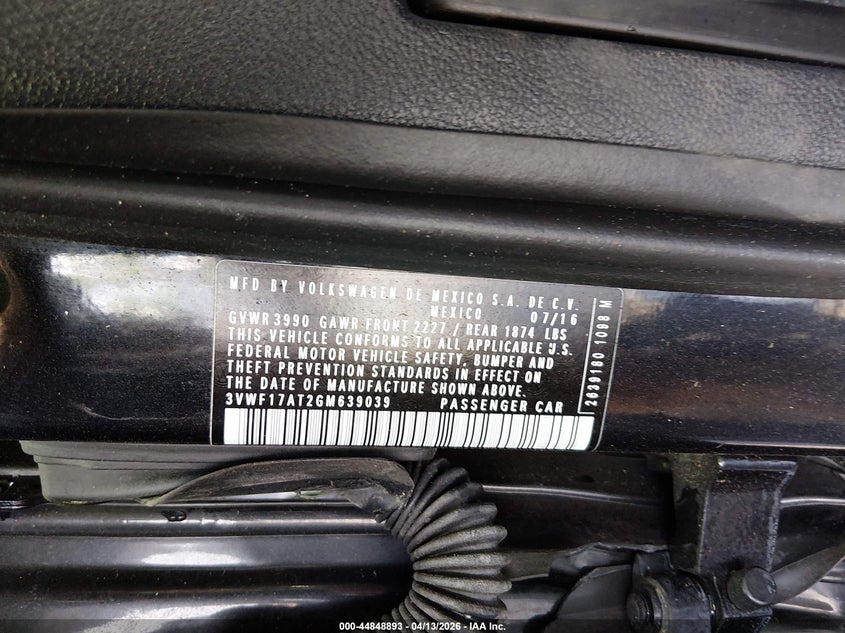 MFD BY VOLKSWAGEN DE MEXICO S.A. DE C.V.
MEXICO 07/16
GVWR 3990 GAWR FRONT 2227 / REAR 1874 LBS
THIS VEHICLE CONFORMS TO ALL APPLICABLE U.S.
FEDERAL MOTOR VEHICLE SAFETY, BUMPER AND
THEFT PREVENTION STANDARDS IN EFFECT ON
THE DATE OF MANUFACTURE SHOWN ABOVE.
3VWF17AT2GM639039 PASSENGER CAR
2639180 1098 M
000-44848893 - 04/13/2026 - IAA Inc.